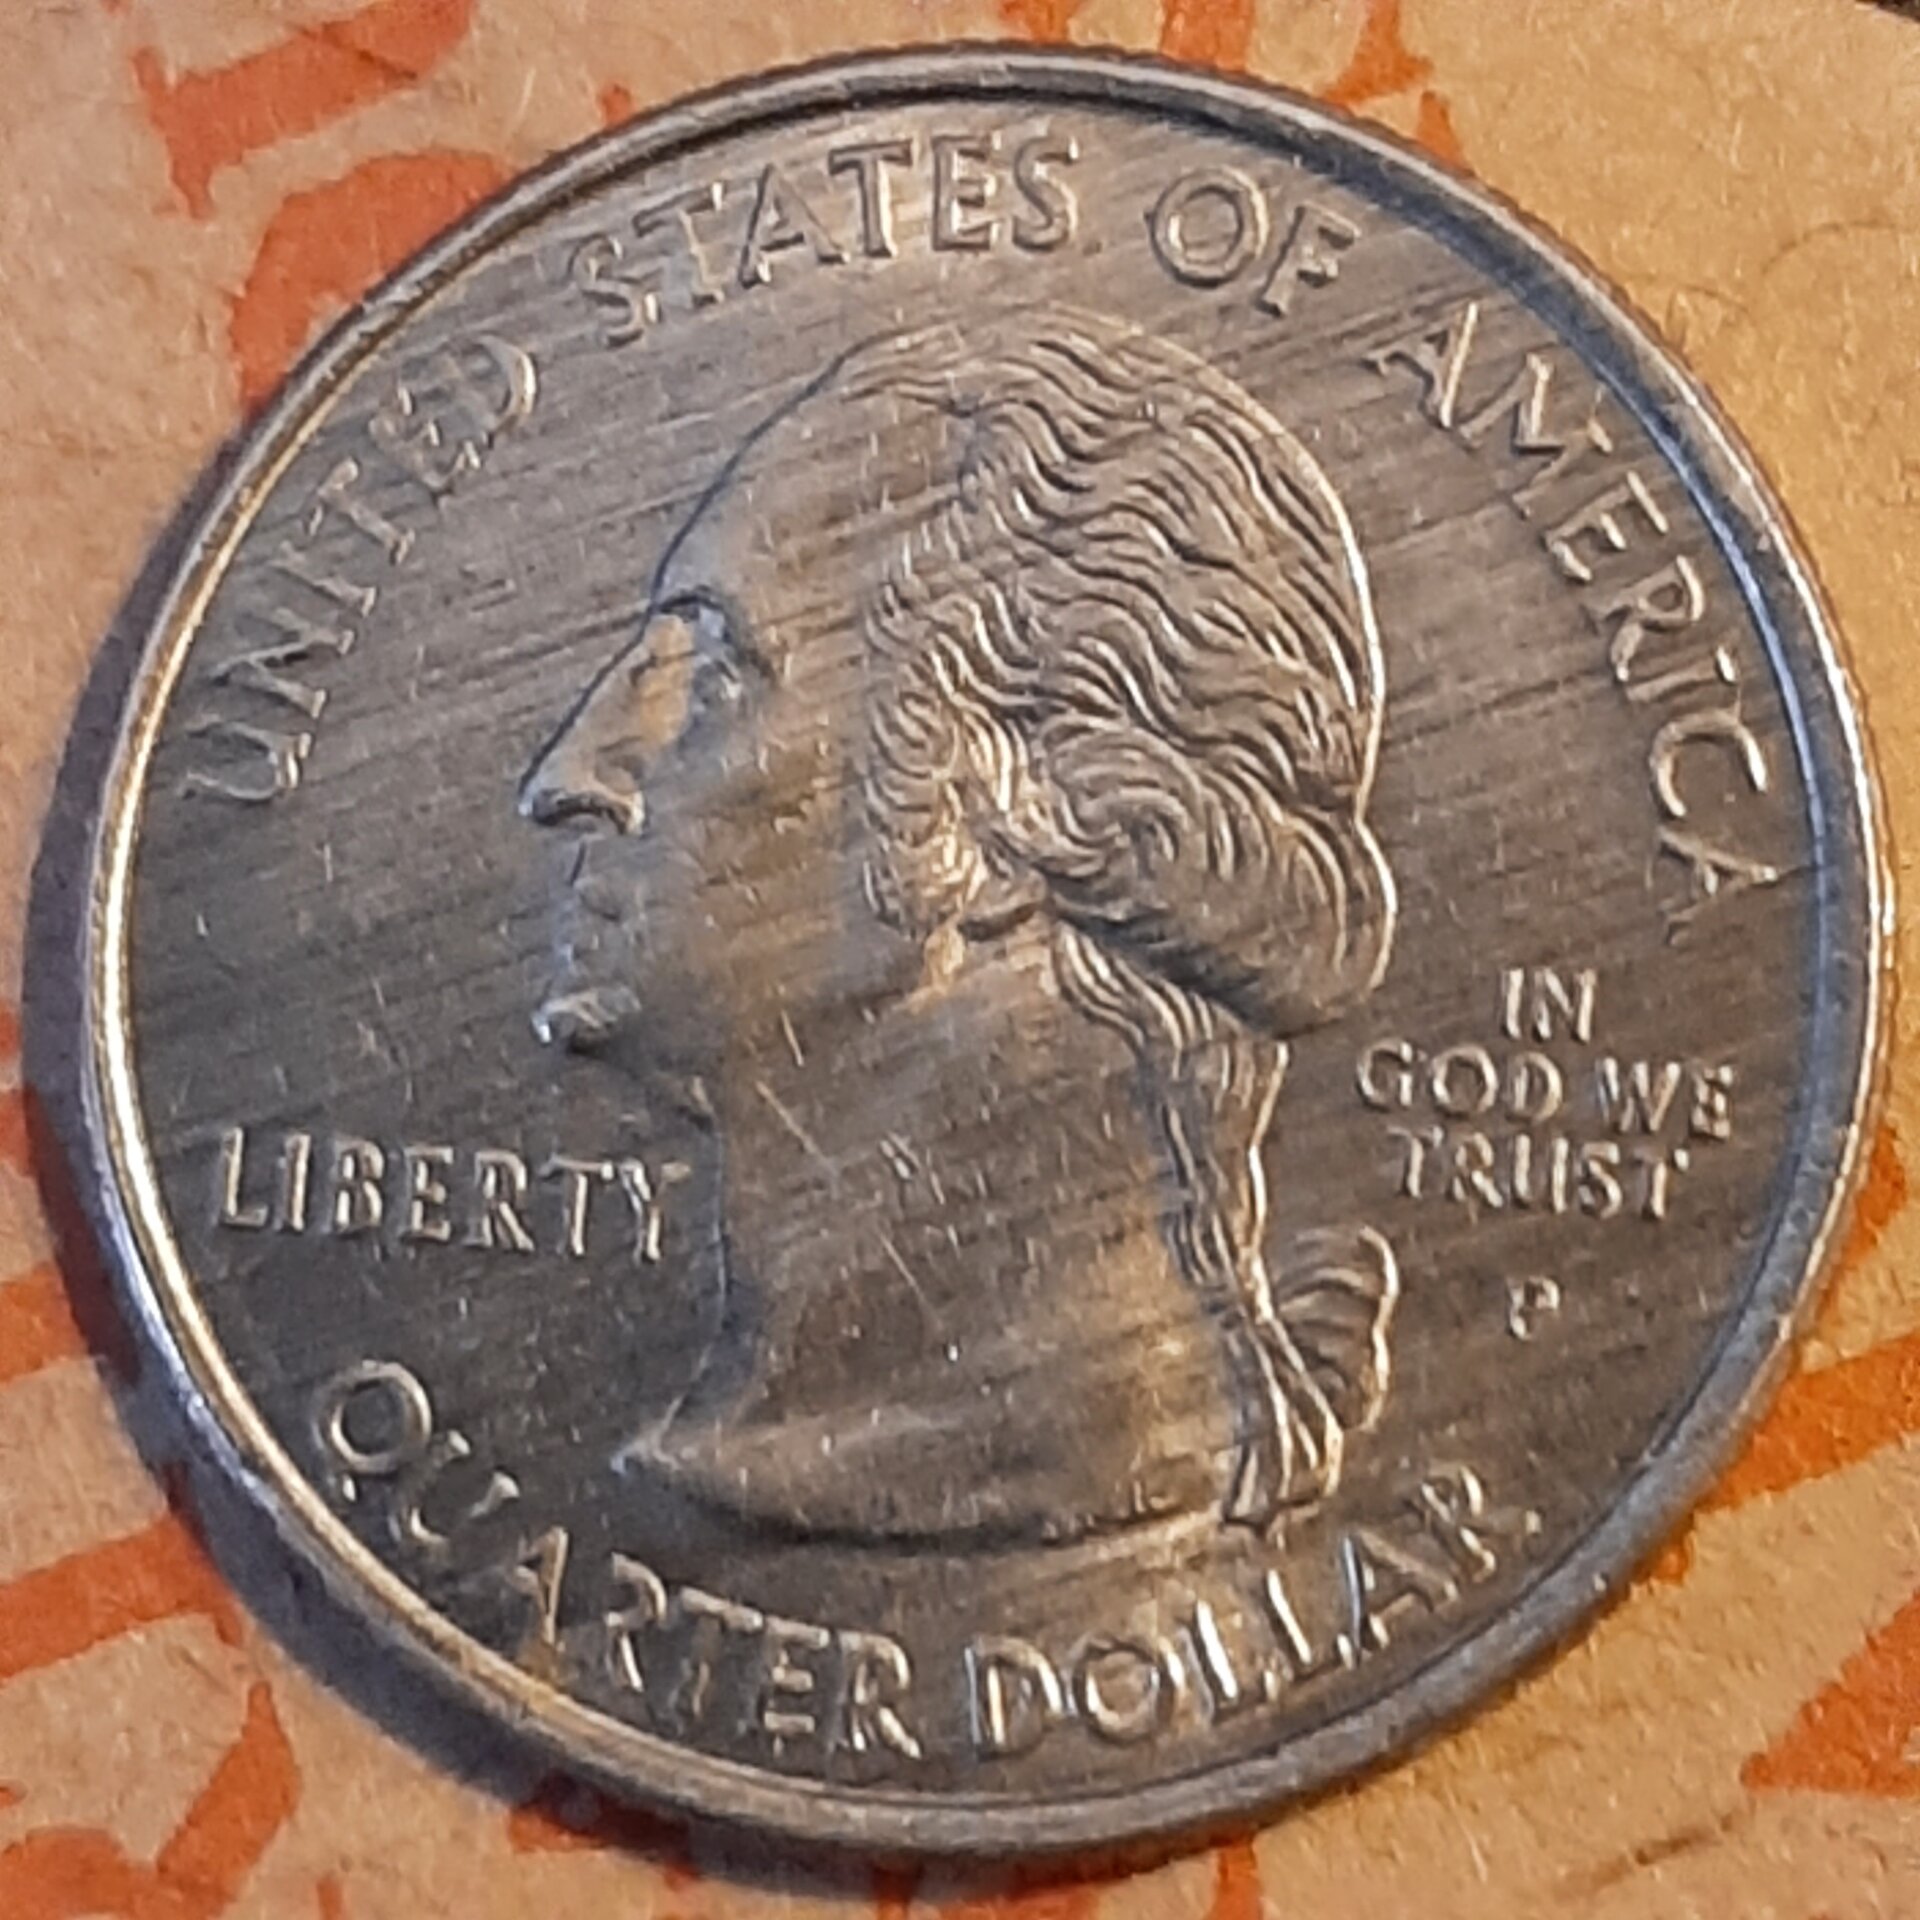 UNITED STATES OF AMERICA
LIBERTY
IN
GOD WE
TRUST
P
QUARTER DOLLAR